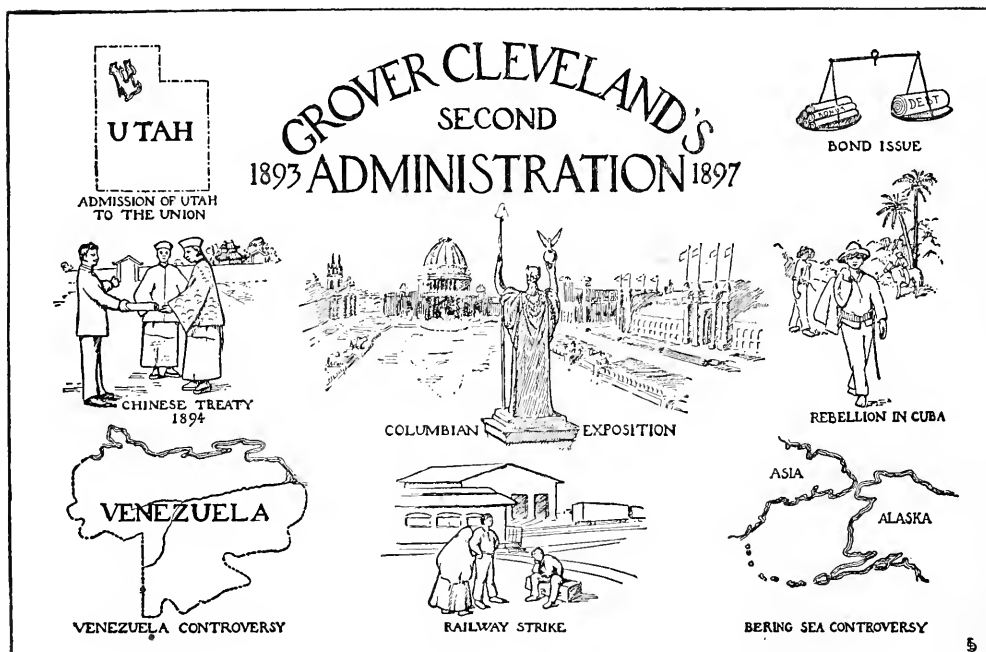 GROVER CLEVELAND'S
SECOND
1893 ADMINISTRATION 1897
UTAH
ADMISSION OF UTAH
TO THE UNION
BONDS
DEBT
BOND ISSUE
CHINESE TREATY
1894
COLUMBIAN EXPOSITION
REBELLION IN CUBA
VENEZUELA
VENEZUELA CONTROVERSY
RAILWAY STRIKE
ASIA
ALASKA
BERING SEA CONTROVERSY